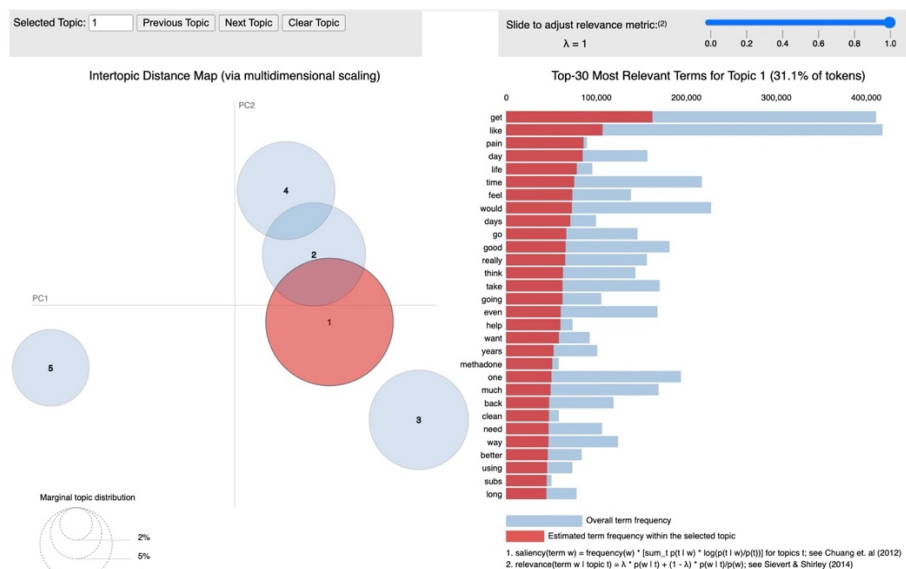 Selected Topic: 1 Previous Topic Next Topic Clear Topic
Slide to adjust relevance metric:(2)
λ = 1
0.0 0.2 0.4 0.6 0.8 1.0
Intertopic Distance Map (via multidimensional scaling)
PC2
PC1
4
2
1
5
3
Marginal topic distribution
2%
5%
Top-30 Most Relevant Terms for Topic 1 (31.1% of tokens)
0 100,000 200,000 300,000 400,000
get
like
pain
day
life
time
feel
would
days
go
good
really
think
take
going
even
help
want
years
methadone
one
much
back
clean
need
way
better
using
subs
long
Overall term frequency
Estimated term frequency within the selected topic
1. saliency(term w) = frequency(w) * [sum_t p(t | w) * log(p(t | w)/p(t))] for topics t; see Chuang et. al (2012)
2. relevance(term w | topic t) = λ * p(w | t) + (1 - λ) * p(w | t)/p(w); see Sievert & Shirley (2014)